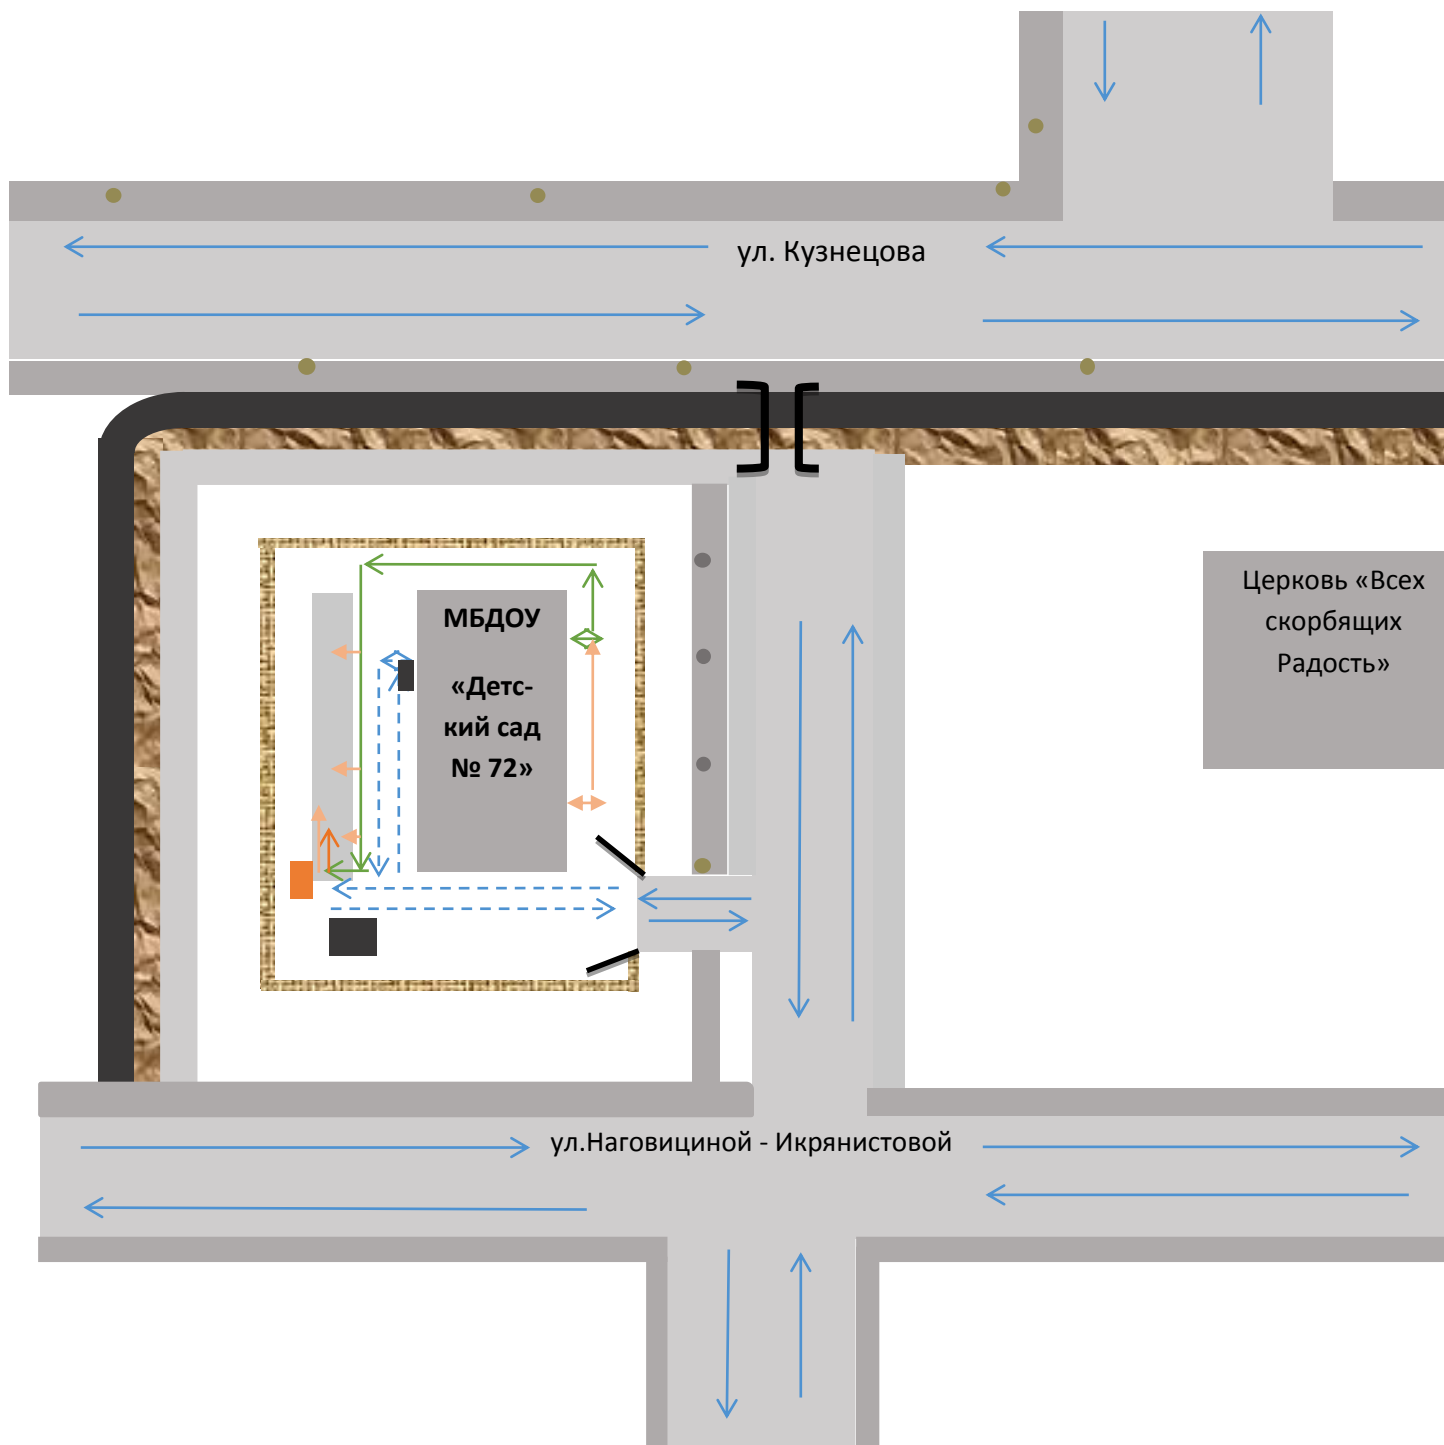 ул. Кузнецова
МБДОУ
«Детс-
кий сад
№ 72»
Церковь «Всех
скорбящих
Радость»
ул.Наговициной - Икрянистовой